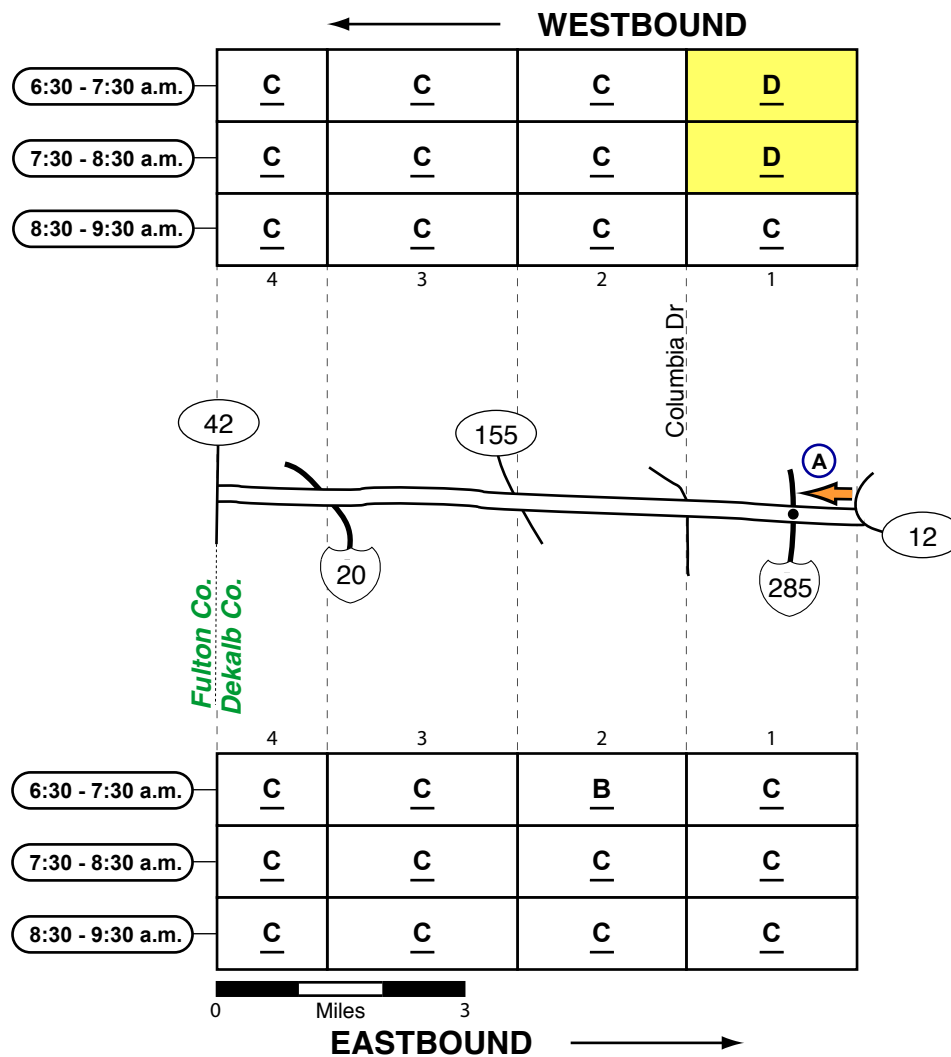 WESTBOUND
6:30 - 7:30 a.m. C C C D
7:30 - 8:30 a.m. C C C D
8:30 - 9:30 a.m. C C C C
4 3 2 1
Columbia Dr
42
155
A
12
20
285
Fulton Co.
Dekalb Co.
4 3 2 1
6:30 - 7:30 a.m. C C B C
7:30 - 8:30 a.m. C C C C
8:30 - 9:30 a.m. C C C C
0 Miles 3
EASTBOUND